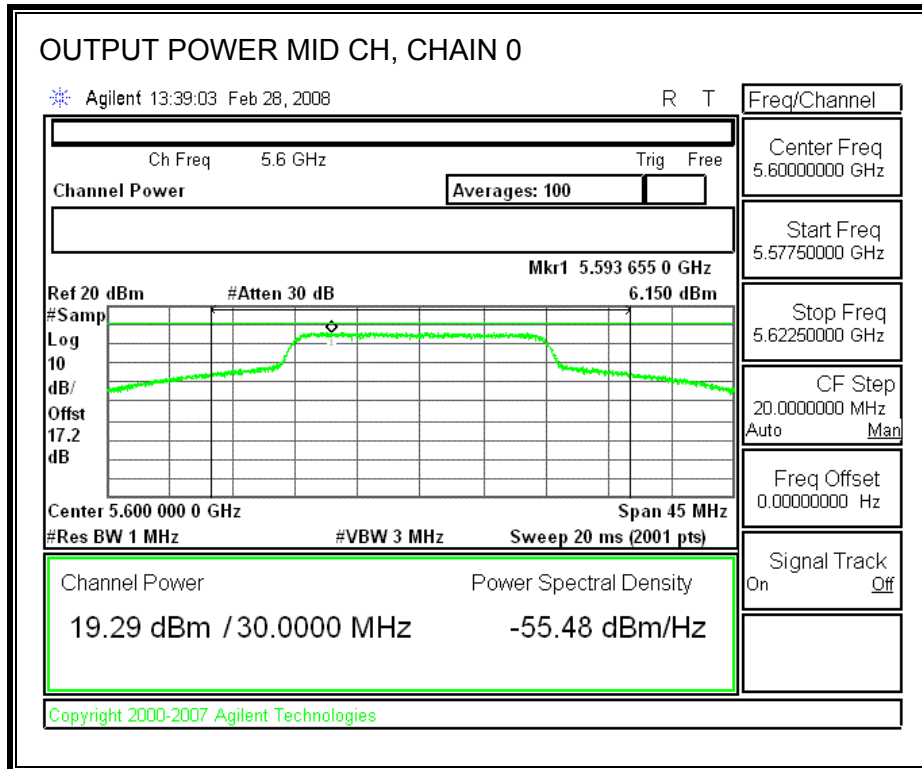 OUTPUT POWER MID CH, CHAIN 0
Agilent 13:39:03 Feb 28, 2008 R T
Ch Freq 5.6 GHz Trig Free
Channel Power Averages: 100
Mkr1 5.593 655 0 GHz
Ref 20 dBm #Atten 30 dB 6.150 dBm
#Samp
Log
10
dB/
Offst
17.2
dB
1
Center 5.600 000 0 GHz Span 45 MHz
#Res BW 1 MHz #VBW 3 MHz Sweep 20 ms (2001 pts)
Channel Power Power Spectral Density
19.29 dBm / 30.0000 MHz -55.48 dBm/Hz
Copyright 2000-2007 Agilent Technologies
Freq/Channel
Center Freq
5.60000000 GHz
Start Freq
5.57750000 GHz
Stop Freq
5.62250000 GHz
CF Step
20.0000000 MHz
Auto Man
Freq Offset
0.00000000 Hz
Signal Track
On Off